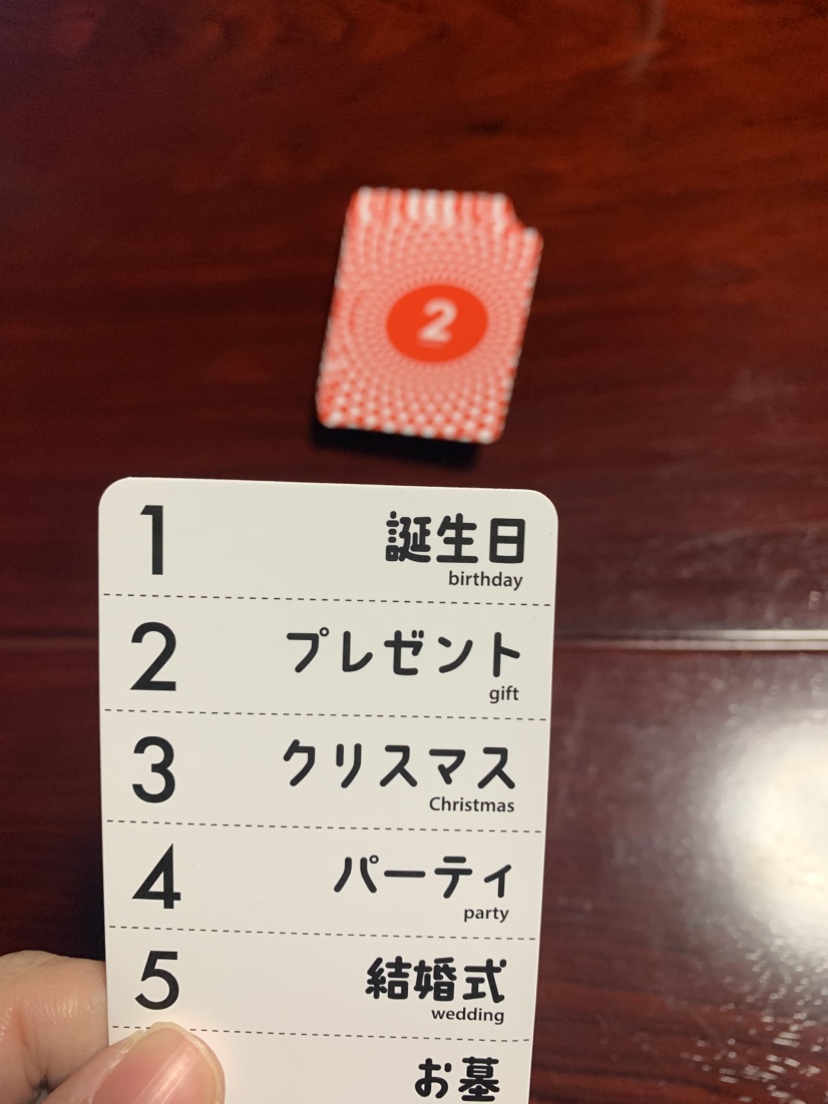 2
1 誕生日
birthday
2 プレゼント
gift
3 クリスマス
Christmas
4 パーティ
party
5 結婚式
wedding
お墓